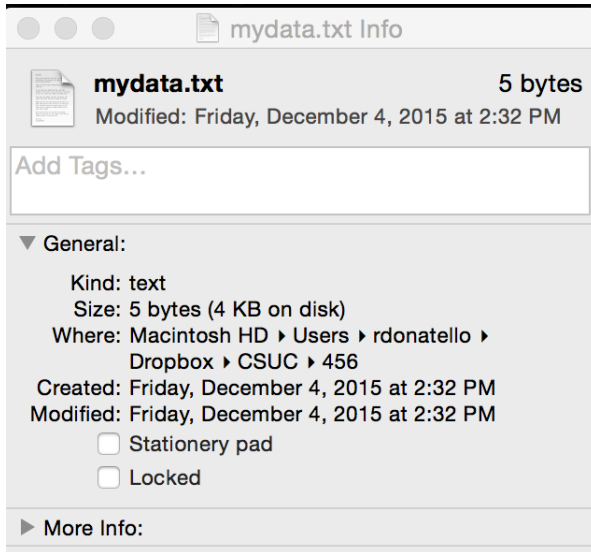 mydata.txt Info
mydata.txt 5 bytes
Modified: Friday, December 4, 2015 at 2:32 PM
Add Tags...
General:
Kind: text
Size: 5 bytes (4 KB on disk)
Where: Macintosh HD ▸ Users ▸ rdonatello ▸
Dropbox ▸ CSUC ▸ 456
Created: Friday, December 4, 2015 at 2:32 PM
Modified: Friday, December 4, 2015 at 2:32 PM
Stationery pad
Locked
More Info: